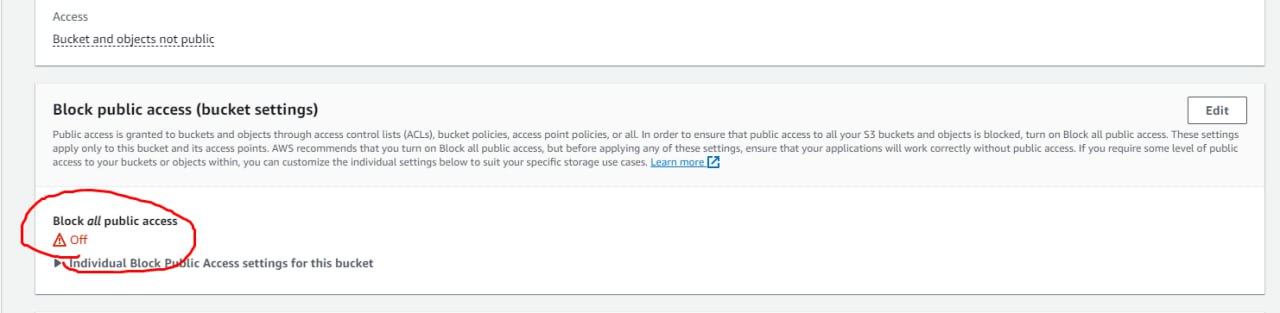 Access
Bucket and objects not public
Block public access (bucket settings)
Edit
Public access is granted to buckets and objects through access control lists (ACLs), bucket policies, access point policies, or all. In order to ensure that public access to all your S3 buckets and objects is blocked, turn on Block all public access. These settings
apply only to this bucket and its access points. AWS recommends that you turn on Block all public access, but before applying any of these settings, ensure that your applications will work correctly without public access. If you require some level of public
access to your buckets or objects within, you can customize the individual settings below to suit your specific storage use cases. Learn more
Block all public access
Off
Individual Block Public Access settings for this bucket